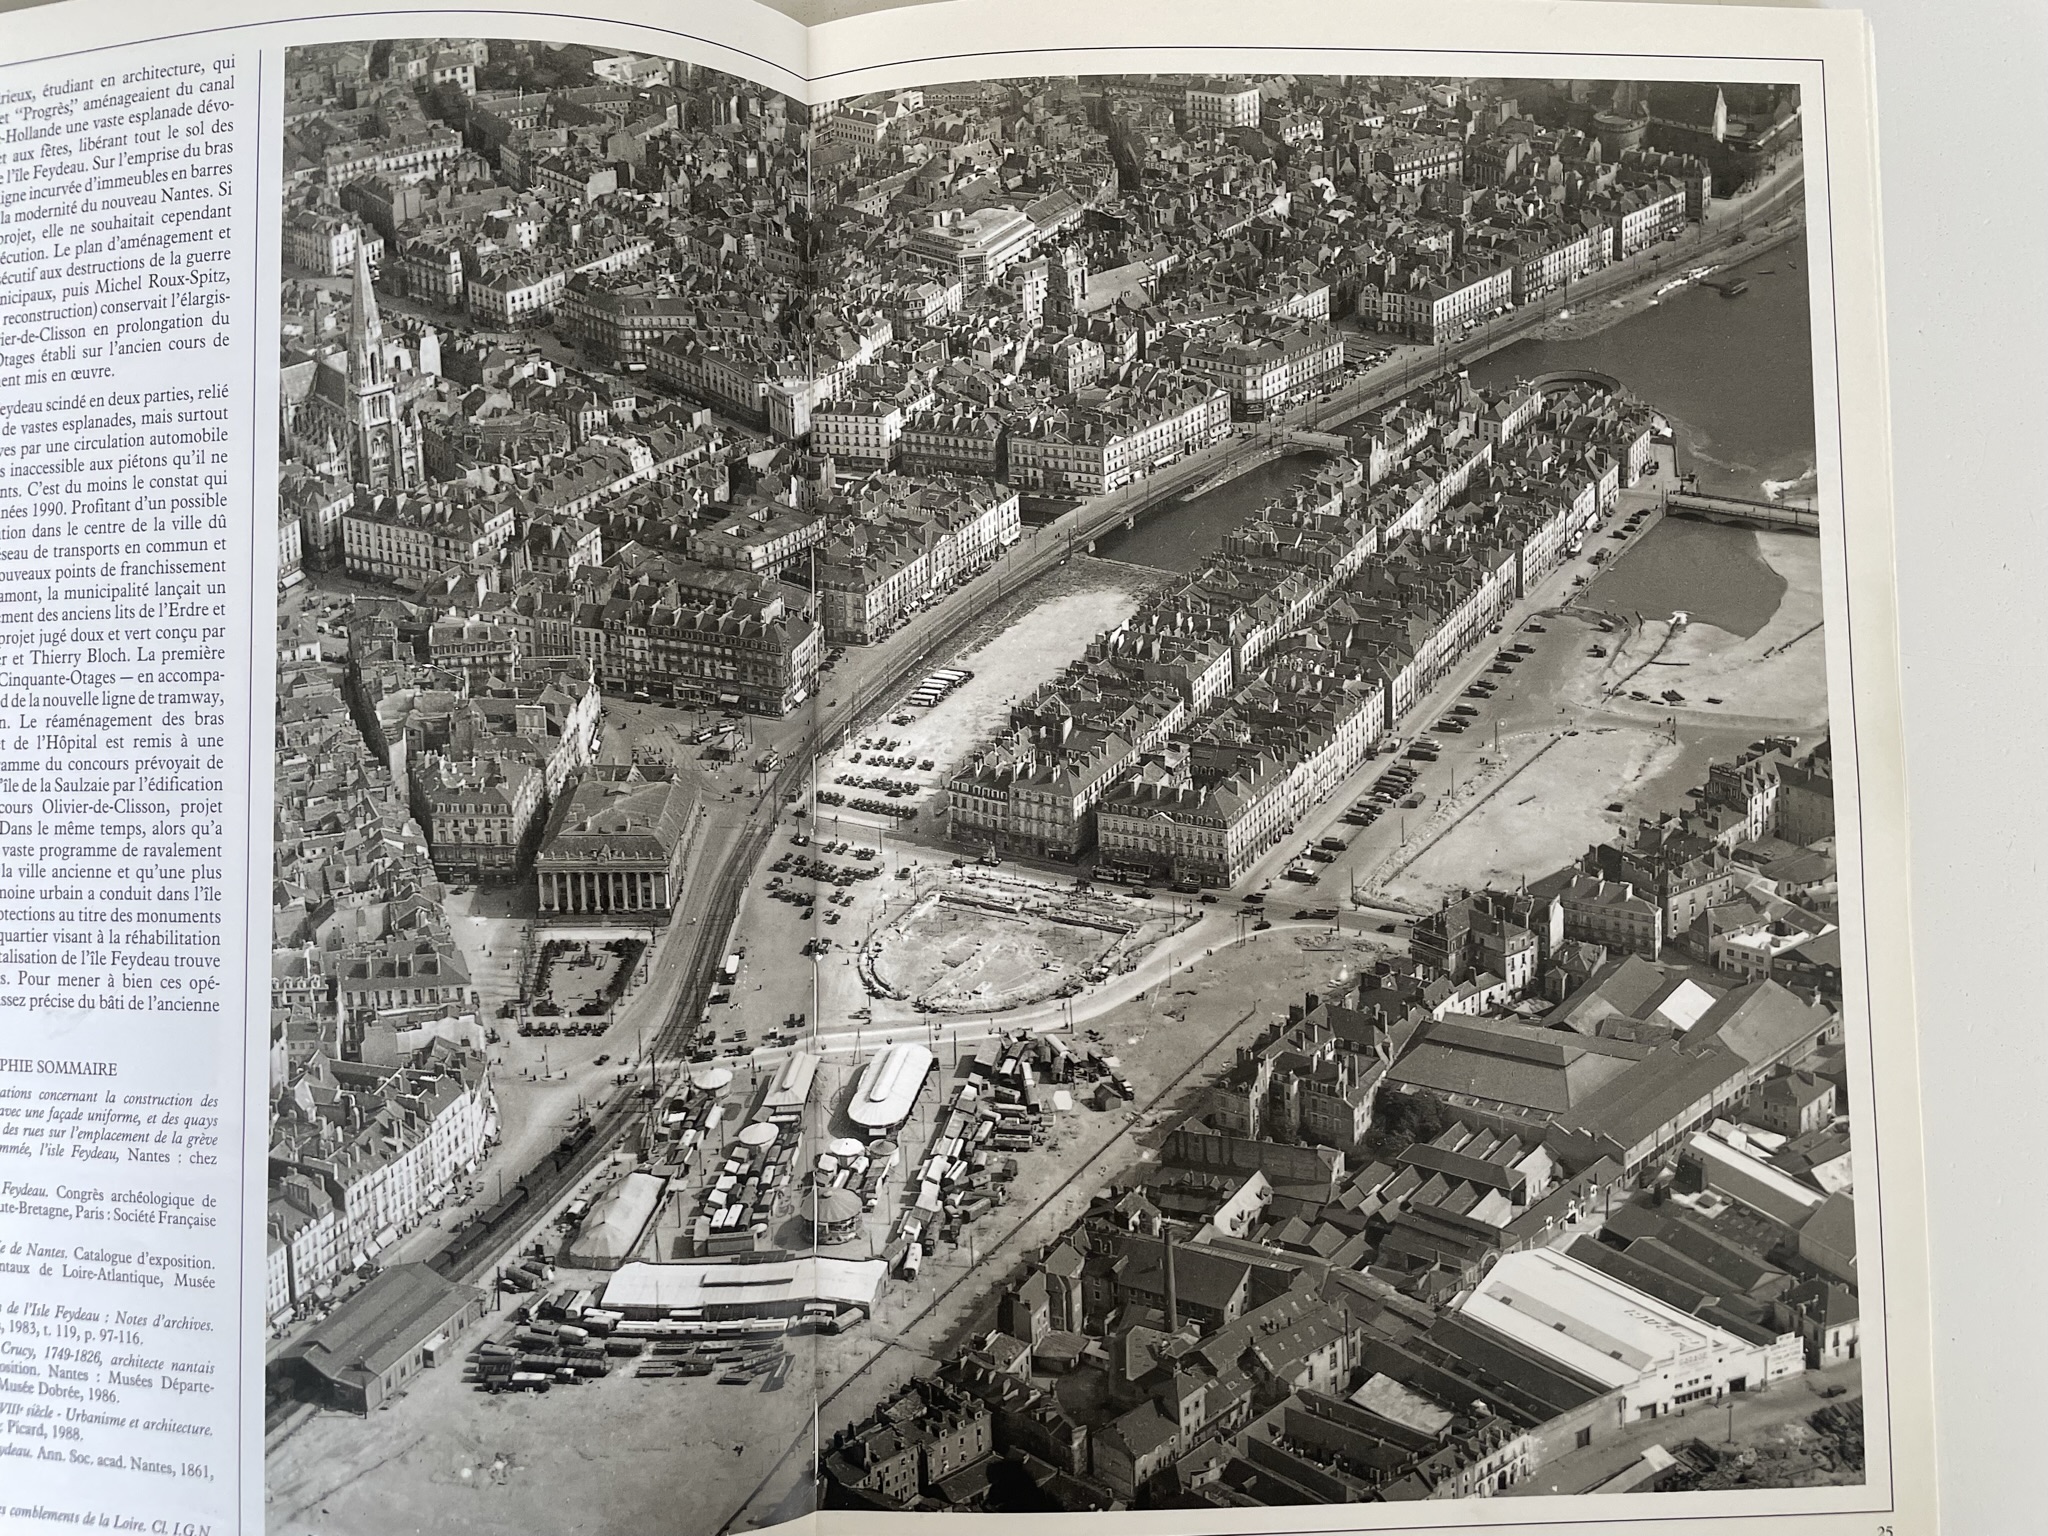 rieux, étudiant en architecture, qui
et “Progrès,” aménageaient du canal
-Hollande une vaste esplanade dévo-
t aux fêtes, libérant tout le sol des
e l’île Feydeau. Sur l’emprise du bras
igne incurvée d’immeubles en barres
la modernité du nouveau Nantes. Si
projet, elle ne souhaitait cependant
écution. Le plan d’aménagement et
écutif aux destructions de la guerre
nicipaux, puis Michel Roux-Spitz,
reconstruction) conservait l’élargis-
ier-de-Clisson en prolongation du
Otages établi sur l’ancien cours de
ent mis en œuvre.
eydeau scindé en deux parties, relié
de vastes esplanades, mais surtout
ves par une circulation automobile
s inaccessible aux piétons qu’il ne
nts. C’est du moins le constat qui
nées 1990. Profitant d’un possible
tion dans le centre de la ville dû
seau de transports en commun et
ouveaux points de franchissement
amont, la municipalité lançait un
ement des anciens lits de l’Erdre et
projet jugé doux et vert conçu par
r et Thierry Bloch. La première
Cinquante-Otages — en accompa-
d de la nouvelle ligne de tramway,
n. Le réaménagement des bras
t de l’Hôpital est remis à une
ramme du concours prévoyait de
’île de la Saulzaie par l’édification
cours Olivier-de-Clisson, projet
Dans le même temps, alors qu’a
vaste programme de ravalement
la ville ancienne et qu’une plus
moine urbain a conduit dans l’île
otections au titre des monuments
quartier visant à la réhabilitation
talisation de l’île Feydeau trouve
s. Pour mener à bien ces opé-
ssez précise du bâti de l’ancienne
PHIE SOMMAIRE
ations concernant la construction des
avec une façade uniforme, et des quays
des rues sur l’emplacement de la grève
mmée, l’isle Feydeau, Nantes : chez
Feydeau. Congrès archéologique de
ute-Bretagne, Paris : Société Française
e de Nantes. Catalogue d’exposition.
ntaux de Loire-Atlantique, Musée
n de l’Isle Feydeau : Notes d’archives.
, 1983, t. 119, p. 97-116.
Crucy, 1749-1826, architecte nantais
position. Nantes : Musées Départe-
Musée Dobrée, 1986.
VIIIe siècle - Urbanisme et architecture.
: Picard, 1988.
ydeau. Ann. Soc. acad. Nantes, 1861,
es comblements de la Loire. Cl. I.G.N.
25